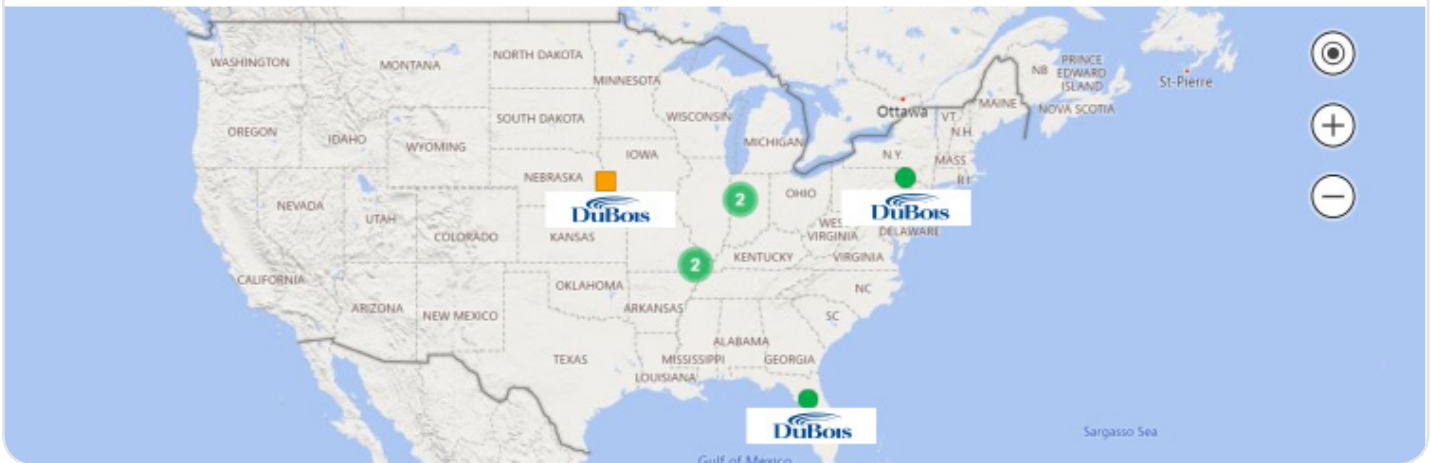 NORTH DAKOTA
WASHINGTON
MONTANA
MINNESOTA
PRINCE
EDWARD
ISLAND
NB
St-Pierre
Ottawa
MAINE
NOVA SCOTIA
VT.
N.H.
OREGON
IDAHO
WYOMING
SOUTH DAKOTA
WISCONSIN
MICHIGAN
IOWA
N.Y.
MASS.
R.I.
NEBRASKA
OHIO
2
NEVADA
UTAH
DuBois
DuBois
COLORADO
KANSAS
WEST
VIRGINIA
DELAWARE
2
KENTUCKY
VIRGINIA
CALIFORNIA
OKLAHOMA
NC
ARIZONA
NEW MEXICO
ARKANSAS
SC
ALABAMA
TEXAS
MISSISSIPPI
GEORGIA
LOUISIANA
DuBois
Sargasso Sea
Gulf of Mexico